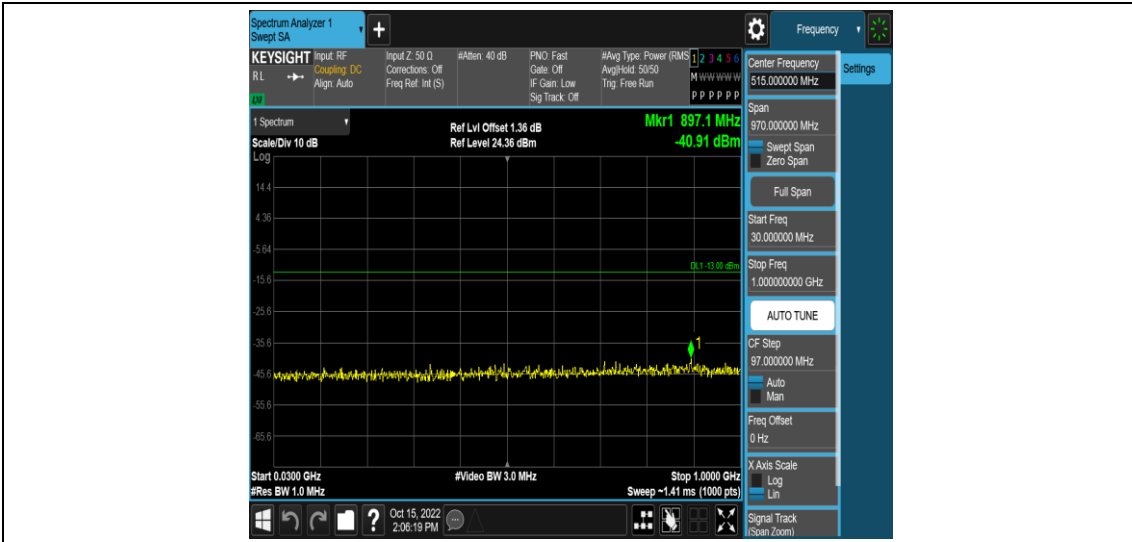 Spectrum Analyzer 1
Swept SA
+
Frequency
KEYSIGHT
RL
LXI
Input: RF
Coupling: DC
Align: Auto
Input Z: 50 Ω
Corrections: Off
Freq Ref: Int (S)
#Atten: 40 dB
PNO: Fast
Gate: Off
IF Gain: Low
Sig Track: Off
#Avg Type: Power (RMS
Avg|Hold: 50/50
Trig: Free Run
1 2 3 4 5 6
M W W W W W
P P P P P P
1 Spectrum
Scale/Div 10 dB
Ref Lvl Offset 1.36 dB
Ref Level 24.36 dBm
Mkr1 897.1 MHz
-40.91 dBm
Log
14.4
4.36
-5.64
DL1 -13.00 dBm
-15.6
-25.6
-35.6
1
-45.6
-55.6
-65.6
Start 0.0300 GHz
#Res BW 1.0 MHz
#Video BW 3.0 MHz
Stop 1.0000 GHz
Sweep ~1.41 ms (1000 pts)
Center Frequency
515.000000 MHz
Settings
Span
970.000000 MHz
Swept Span
Zero Span
Full Span
Start Freq
30.000000 MHz
Stop Freq
1.000000000 GHz
AUTO TUNE
CF Step
97.000000 MHz
Auto
Man
Freq Offset
0 Hz
X Axis Scale
Log
Lin
Signal Track
(Span Zoom)
?
Oct 15, 2022
2:06:19 PM